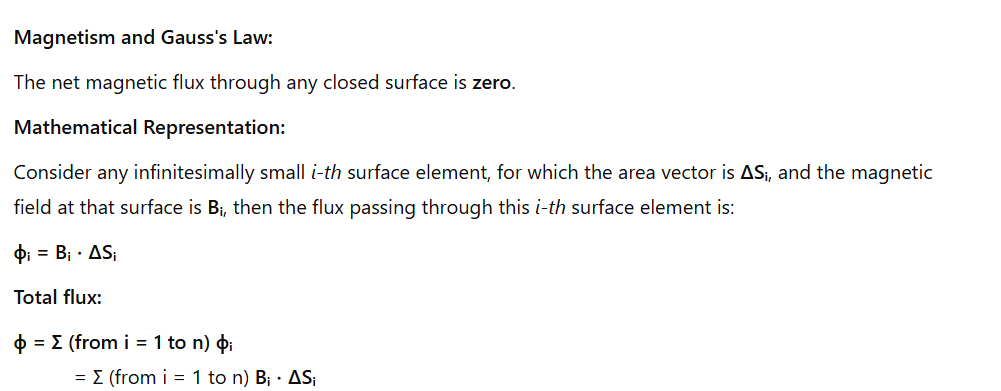 Magnetism and Gauss's Law:
The net magnetic flux through any closed surface is zero.
Mathematical Representation:
Consider any infinitesimally small i-th surface element, for which the area vector is ΔSᵢ, and the magnetic
field at that surface is Bᵢ, then the flux passing through this i-th surface element is:
ϕᵢ = Bᵢ · ΔSᵢ
Total flux:
ϕ = Σ (from i = 1 to n) ϕᵢ
= Σ (from i = 1 to n) Bᵢ · ΔSᵢ